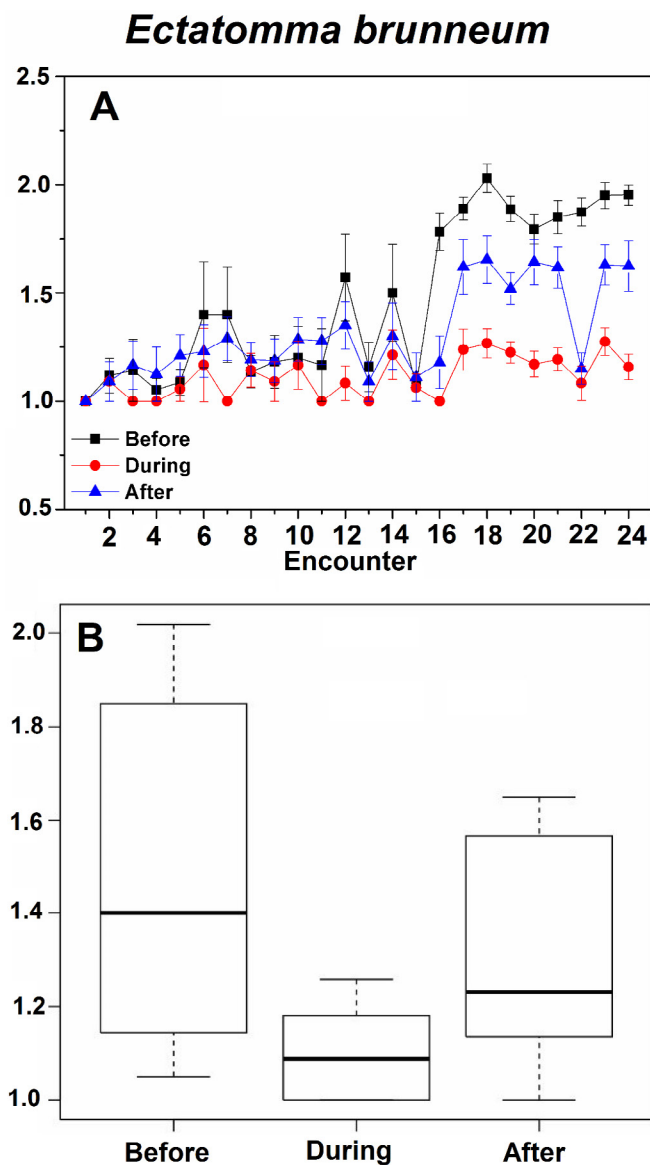 Ectatomma brunneum
A
2.5
2.0
1.5
1.0
0.5
Before
During
After
2 4 6 8 10 12 14 16 18 20 22 24
Encounter
B
2.0
1.8
1.6
1.4
1.2
1.0
Before During After